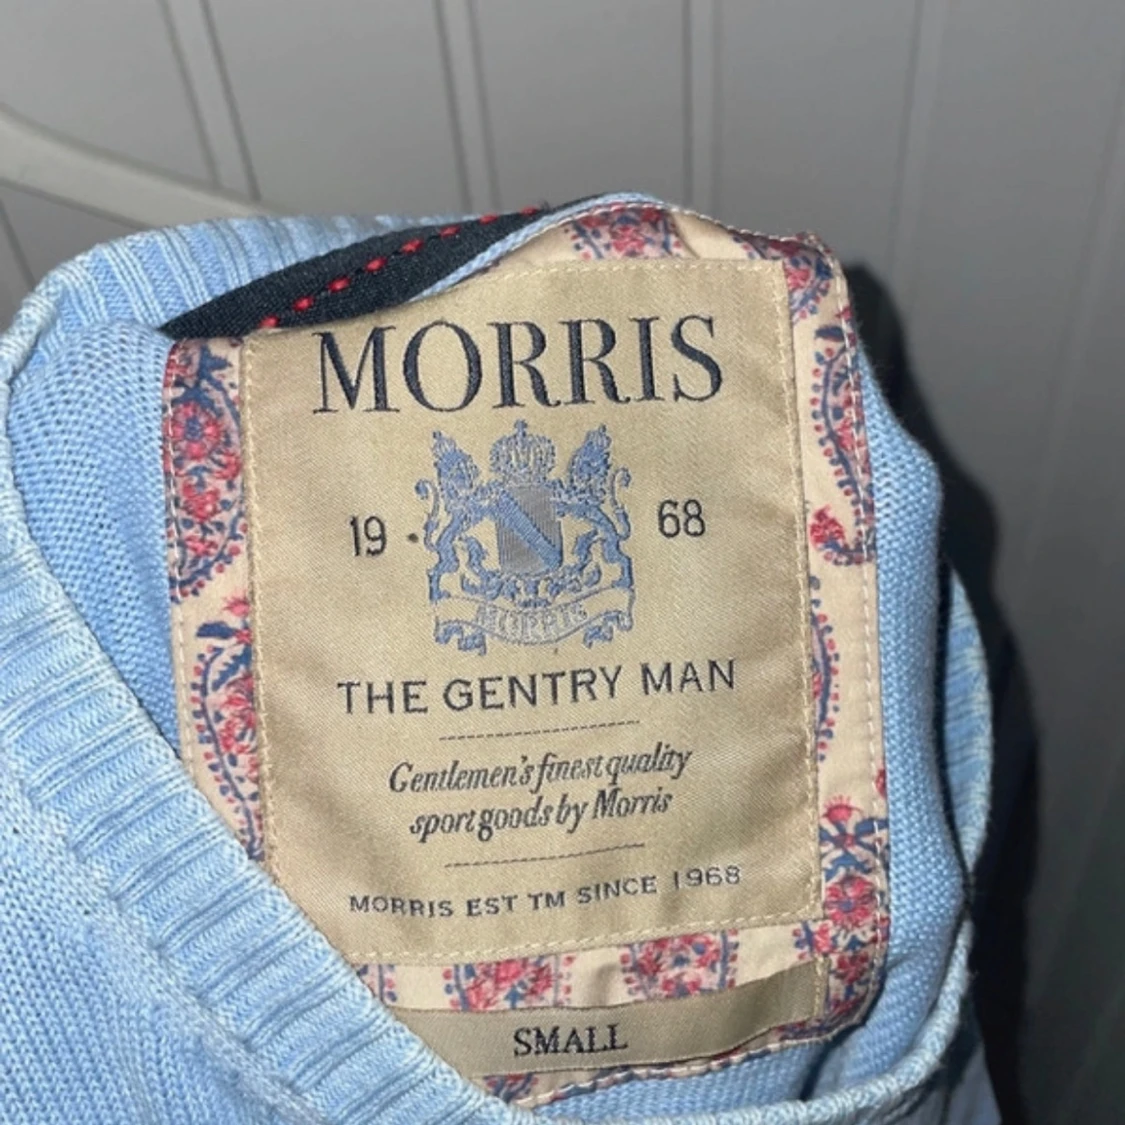 MORRIS
19 68
MORRIS
THE GENTRY MAN
Gentlemen's finest quality
sport goods by Morris
MORRIS EST TM SINCE 1968
SMALL